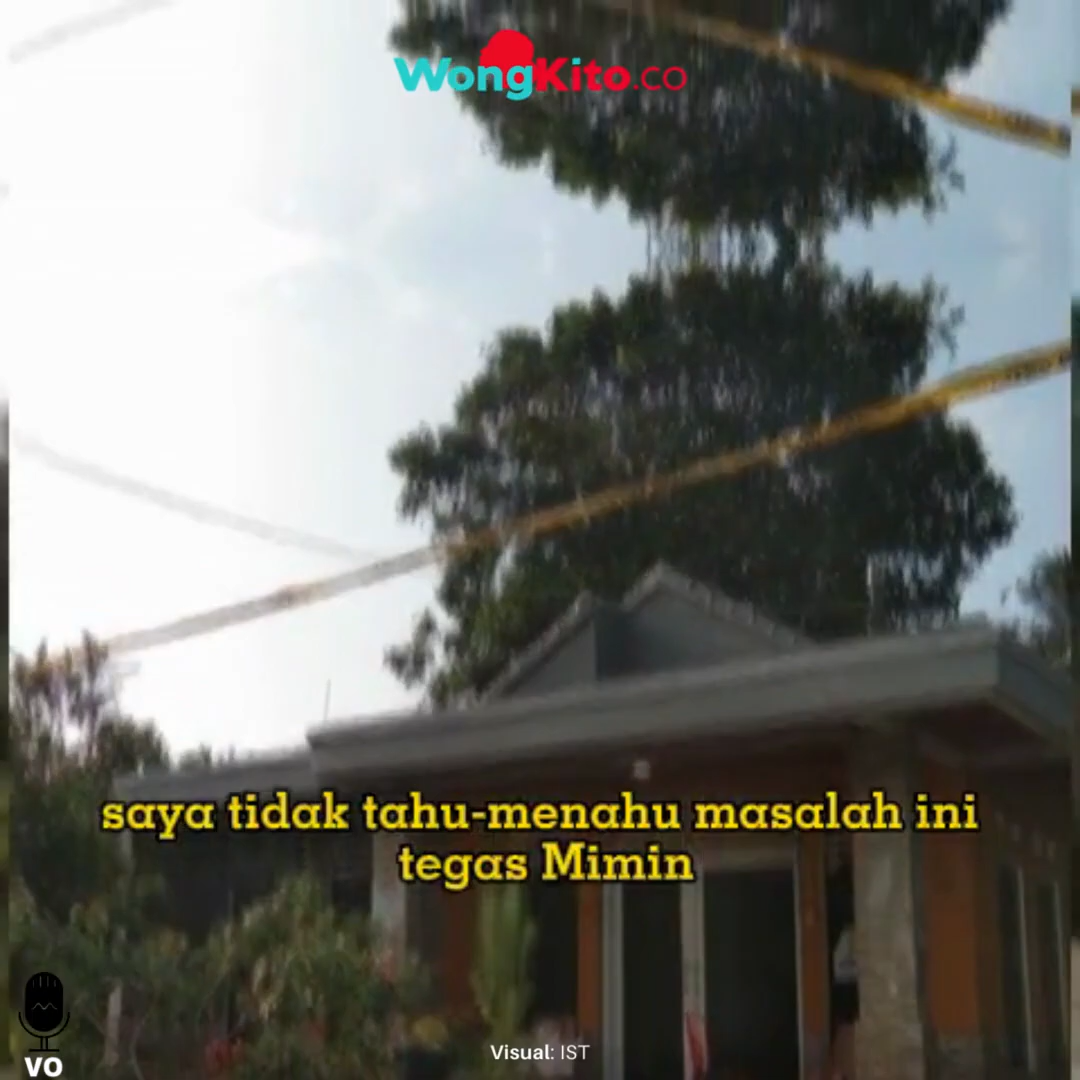 WongKito.co
saya tidak tahu-menahu masalah ini
tegas Mimin
VO
Visual: IST